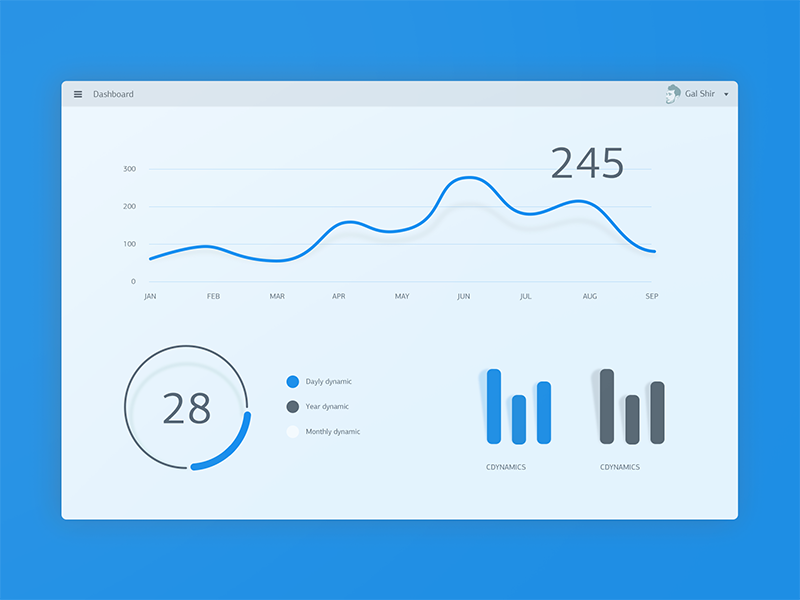 Dashboard
Gal Shir
245
300
200
100
0
JAN FEB MAR APR MAY JUN JUL AUG SEP
28
Dayly dynamic
Year dynamic
Monthly dynamic
CDYNAMICS CDYNAMICS